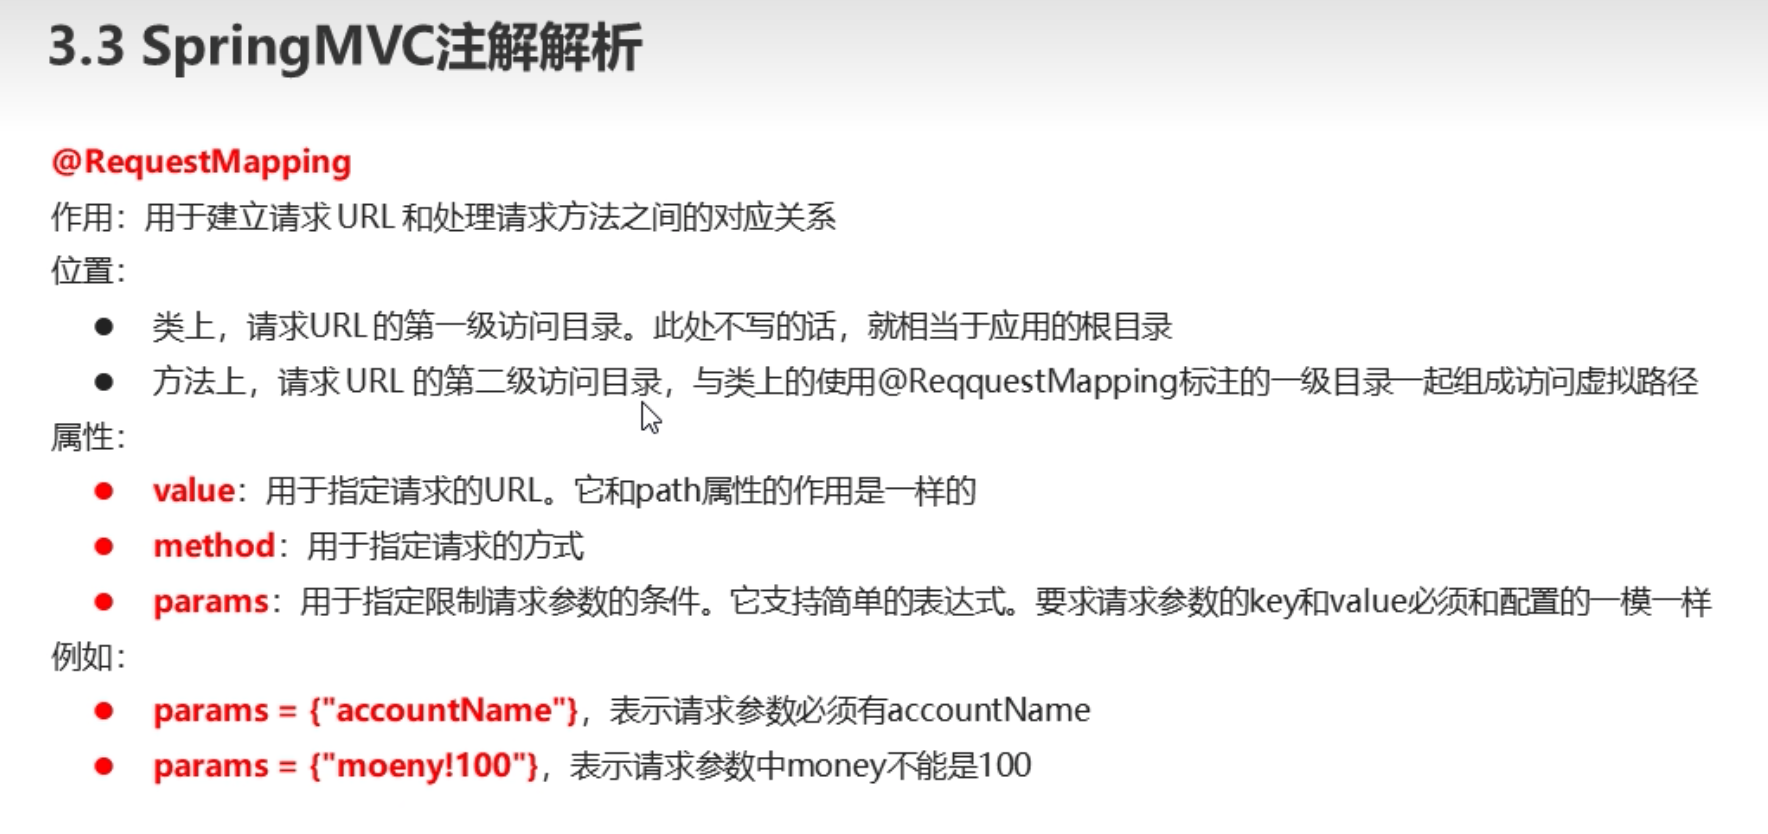 3.3 SpringMVC注解解析
@RequestMapping
作用：用于建立请求 URL 和处理请求方法之间的对应关系
位置：
● 类上，请求URL 的第一级访问目录。此处不写的话，就相当于应用的根目录
● 方法上，请求 URL 的第二级访问目录，与类上的使用@ReqquestMapping标注的一级目录一起组成访问虚拟路径
属性：
● value：用于指定请求的URL。它和path属性的作用是一样的
● method：用于指定请求的方式
● params：用于指定限制请求参数的条件。它支持简单的表达式。要求请求参数的key和value必须和配置的一模一样
例如：
● params = {"accountName"}，表示请求参数必须有accountName
● params = {"moeny!100"}，表示请求参数中money不能是100